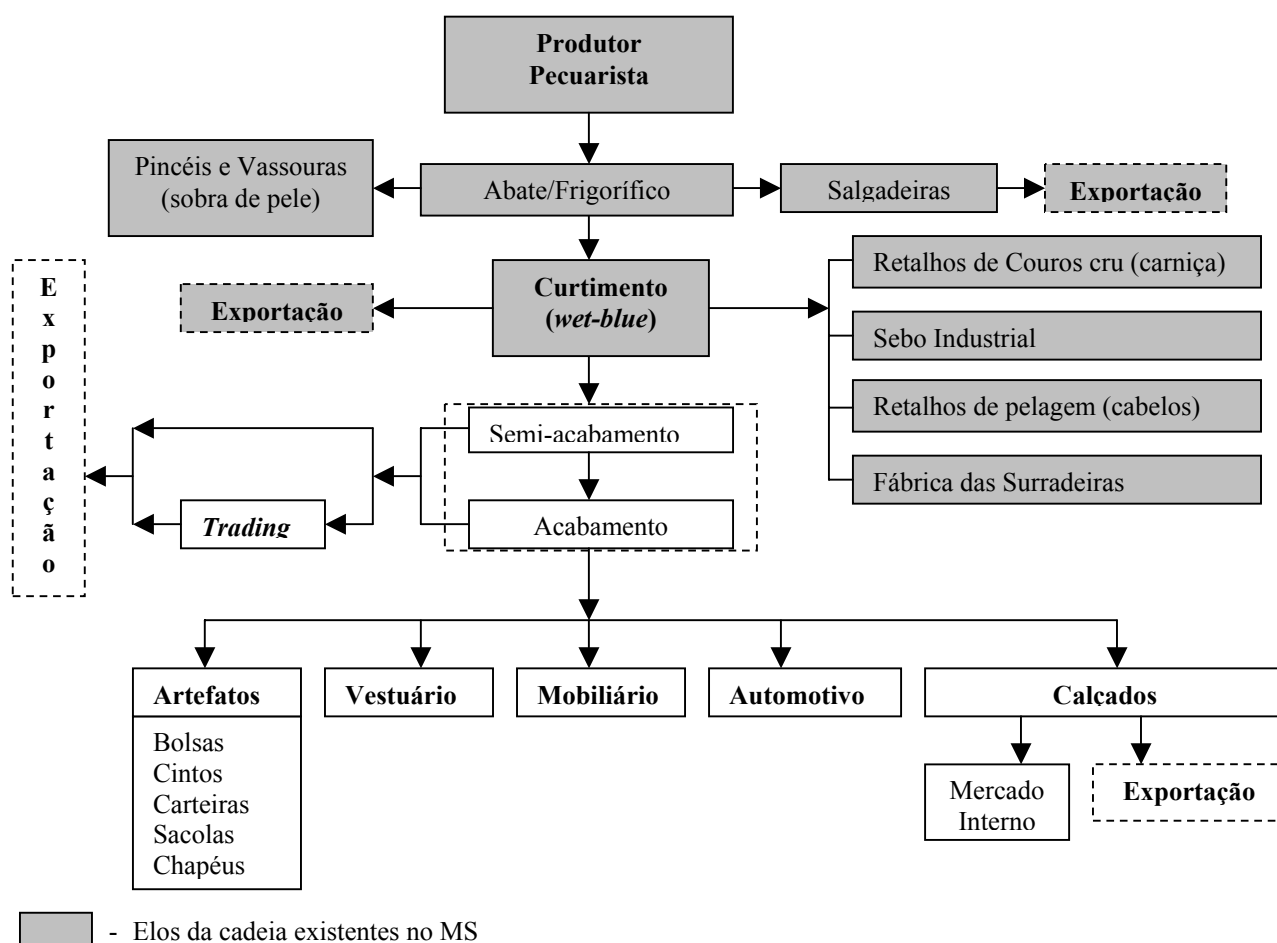 Produtor
Pecuarista
Pincéis e Vassouras
(sobra de pele)
Abate/Frigorífico
Salgadeiras
Exportação
E
x
p
o
r
t
a
ç
ã
o
Exportação
Curtimento
(wet-blue)
Retalhos de Couros cru (carniça)
Sebo Industrial
Retalhos de pelagem (cabelos)
Fábrica das Surradeiras
Semi-acabamento
Trading
Acabamento
Artefatos
Vestuário
Mobiliário
Automotivo
Calçados
Bolsas
Cintos
Carteiras
Sacolas
Chapéus
Mercado
Interno
Exportação
- Elos da cadeia existentes no MS